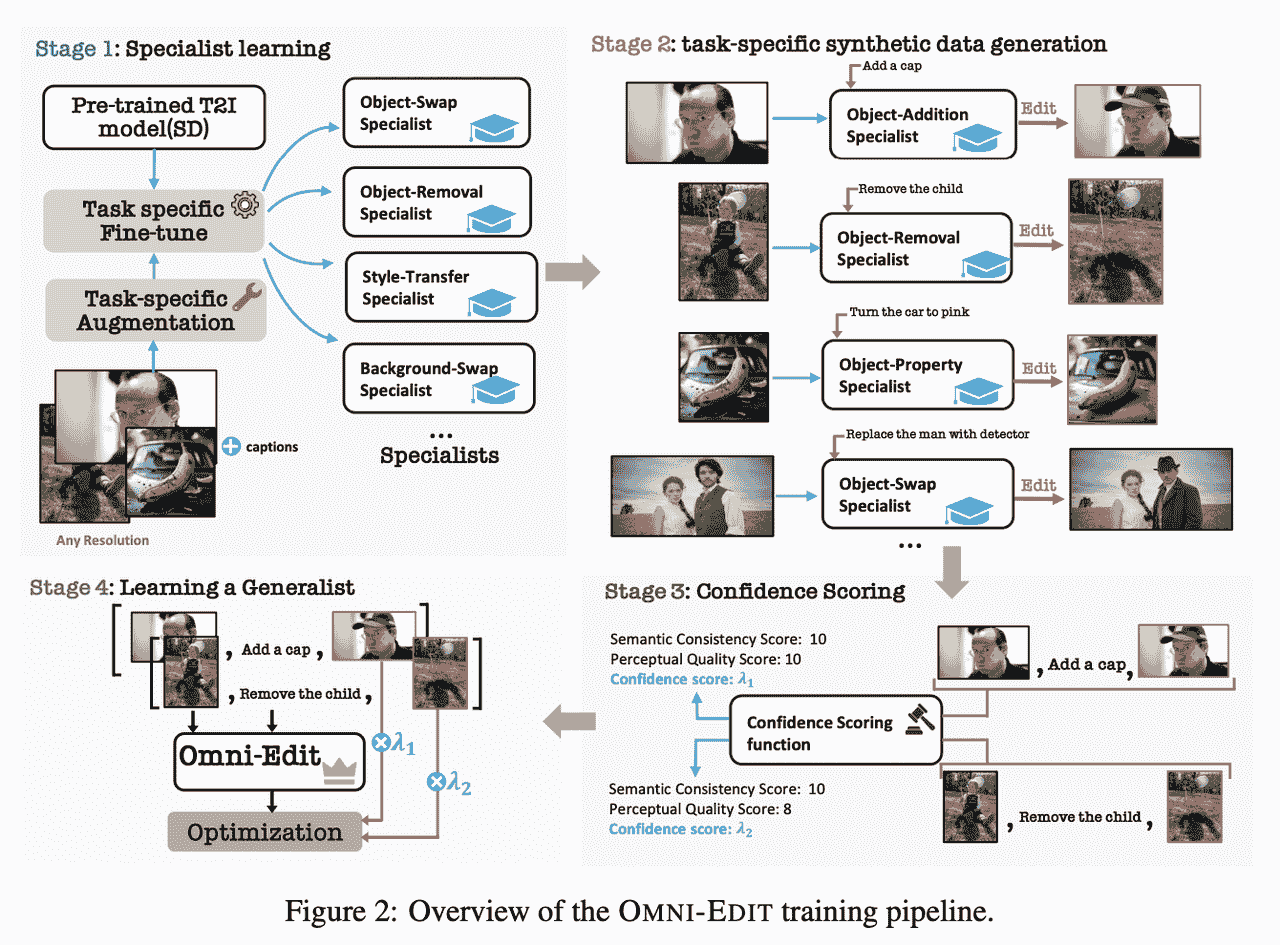 Stage 1: Specialist learning
Pre-trained T2I
model(SD)
Task specific
Fine-tune
Task-specific
Augmentation
captions
Any Resolution
Object-Swap
Specialist
Object-Removal
Specialist
Style-Transfer
Specialist
Background-Swap
Specialist
...
Specialists
Stage 2: task-specific synthetic data generation
Add a cap
Object-Addition
Specialist
Edit
Remove the child
Object-Removal
Specialist
Edit
Turn the car to pink
Object-Property
Specialist
Edit
Replace the man with detector
Object-Swap
Specialist
Edit
...
Stage 3: Confidence Scoring
Semantic Consistency Score: 10
Perceptual Quality Score: 10
Confidence score: λ1
Confidence Scoring
function
Semantic Consistency Score: 10
Perceptual Quality Score: 8
Confidence score: λ2
, Add a cap,
, Remove the child ,
Stage 4: Learning a Generalist
, Add a cap ,
, Remove the child ,
Omni-Edit
λ1
λ2
Optimization
Figure 2: Overview of the OMNI-EDIT training pipeline.